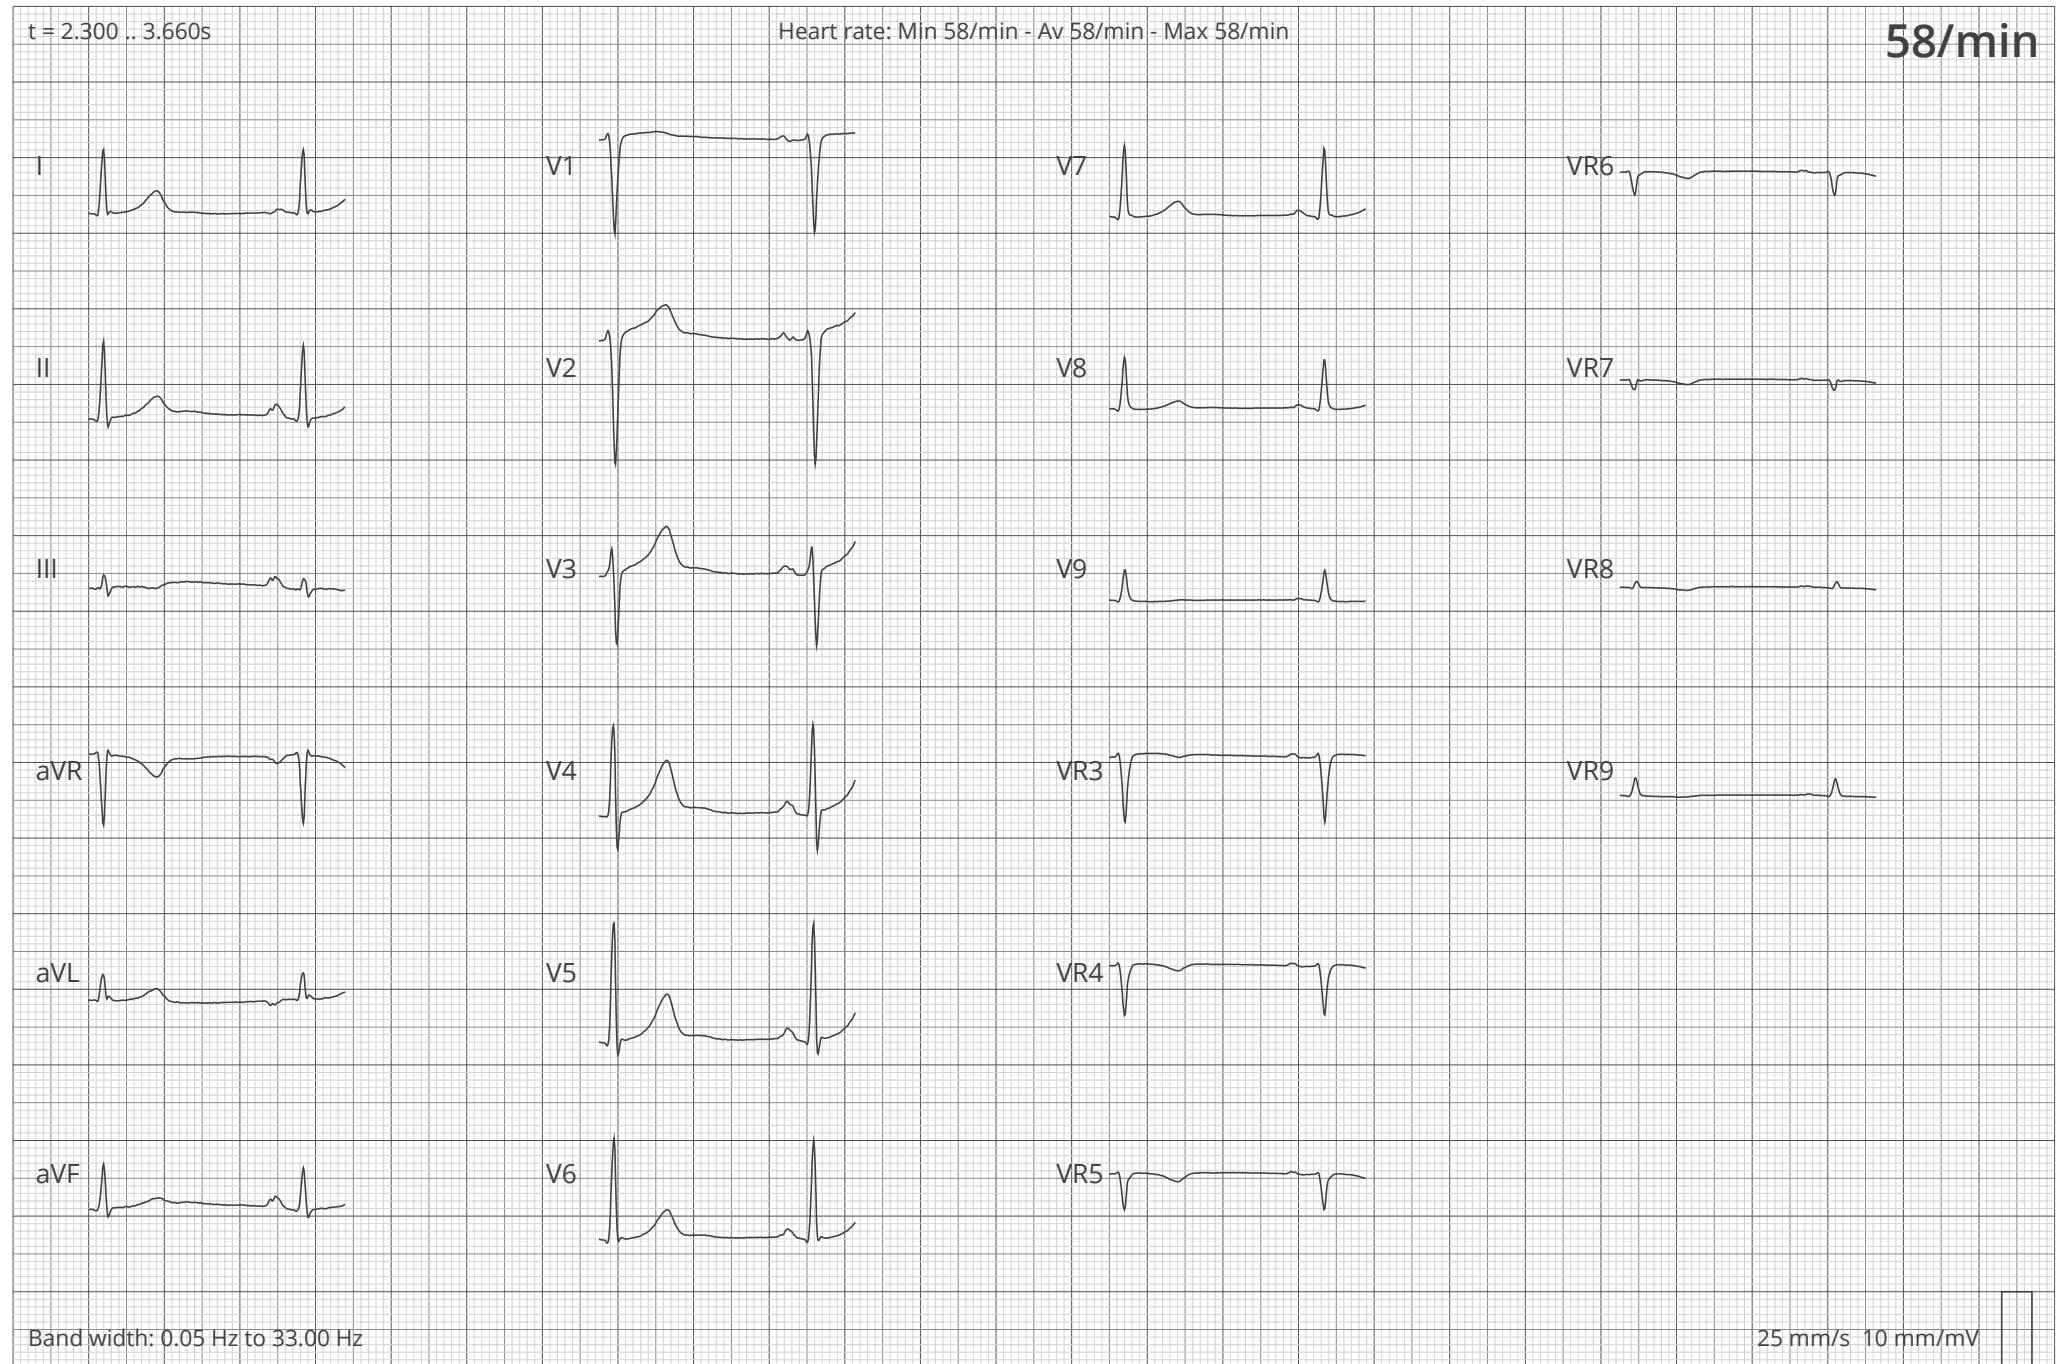 t = 2.300 .. 3.660s
Heart rate: Min 58/min - Av 58/min - Max 58/min
58/min
I
V1
V7
VR6
II
V2
V8
VR7
III
V3
V9
VR8
aVR
V4
VR3
VR9
aVL
V5
VR4
aVF
V6
VR5
Band width: 0.05 Hz to 33.00 Hz
25 mm/s 10 mm/mV